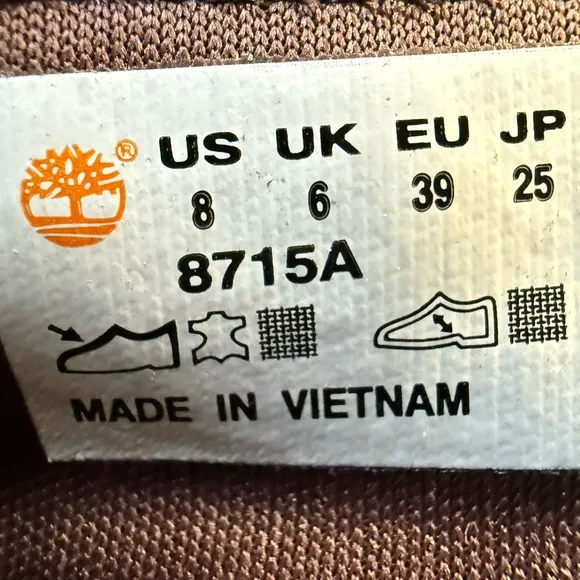 ® US UK EU JP
8 6 39 25
8715A
MADE IN VIETNAM